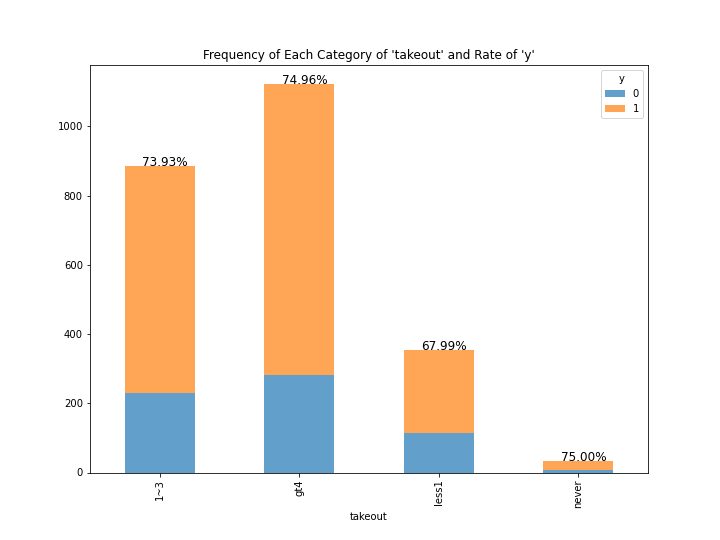 Frequency of Each Category of 'takeout' and Rate of 'y'
y
0
1
74.96%
73.93%
67.99%
75.00%
1000
800
600
400
200
0
1~3
gt4
less1
never
takeout